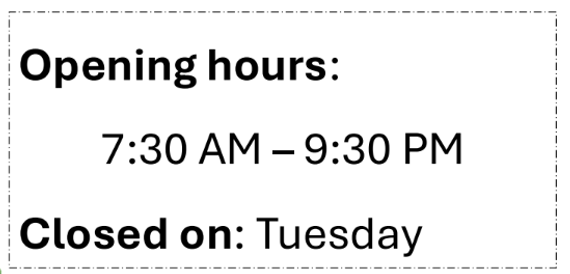 Opening hours:
7:30 AM – 9:30 PM
Closed on: Tuesday